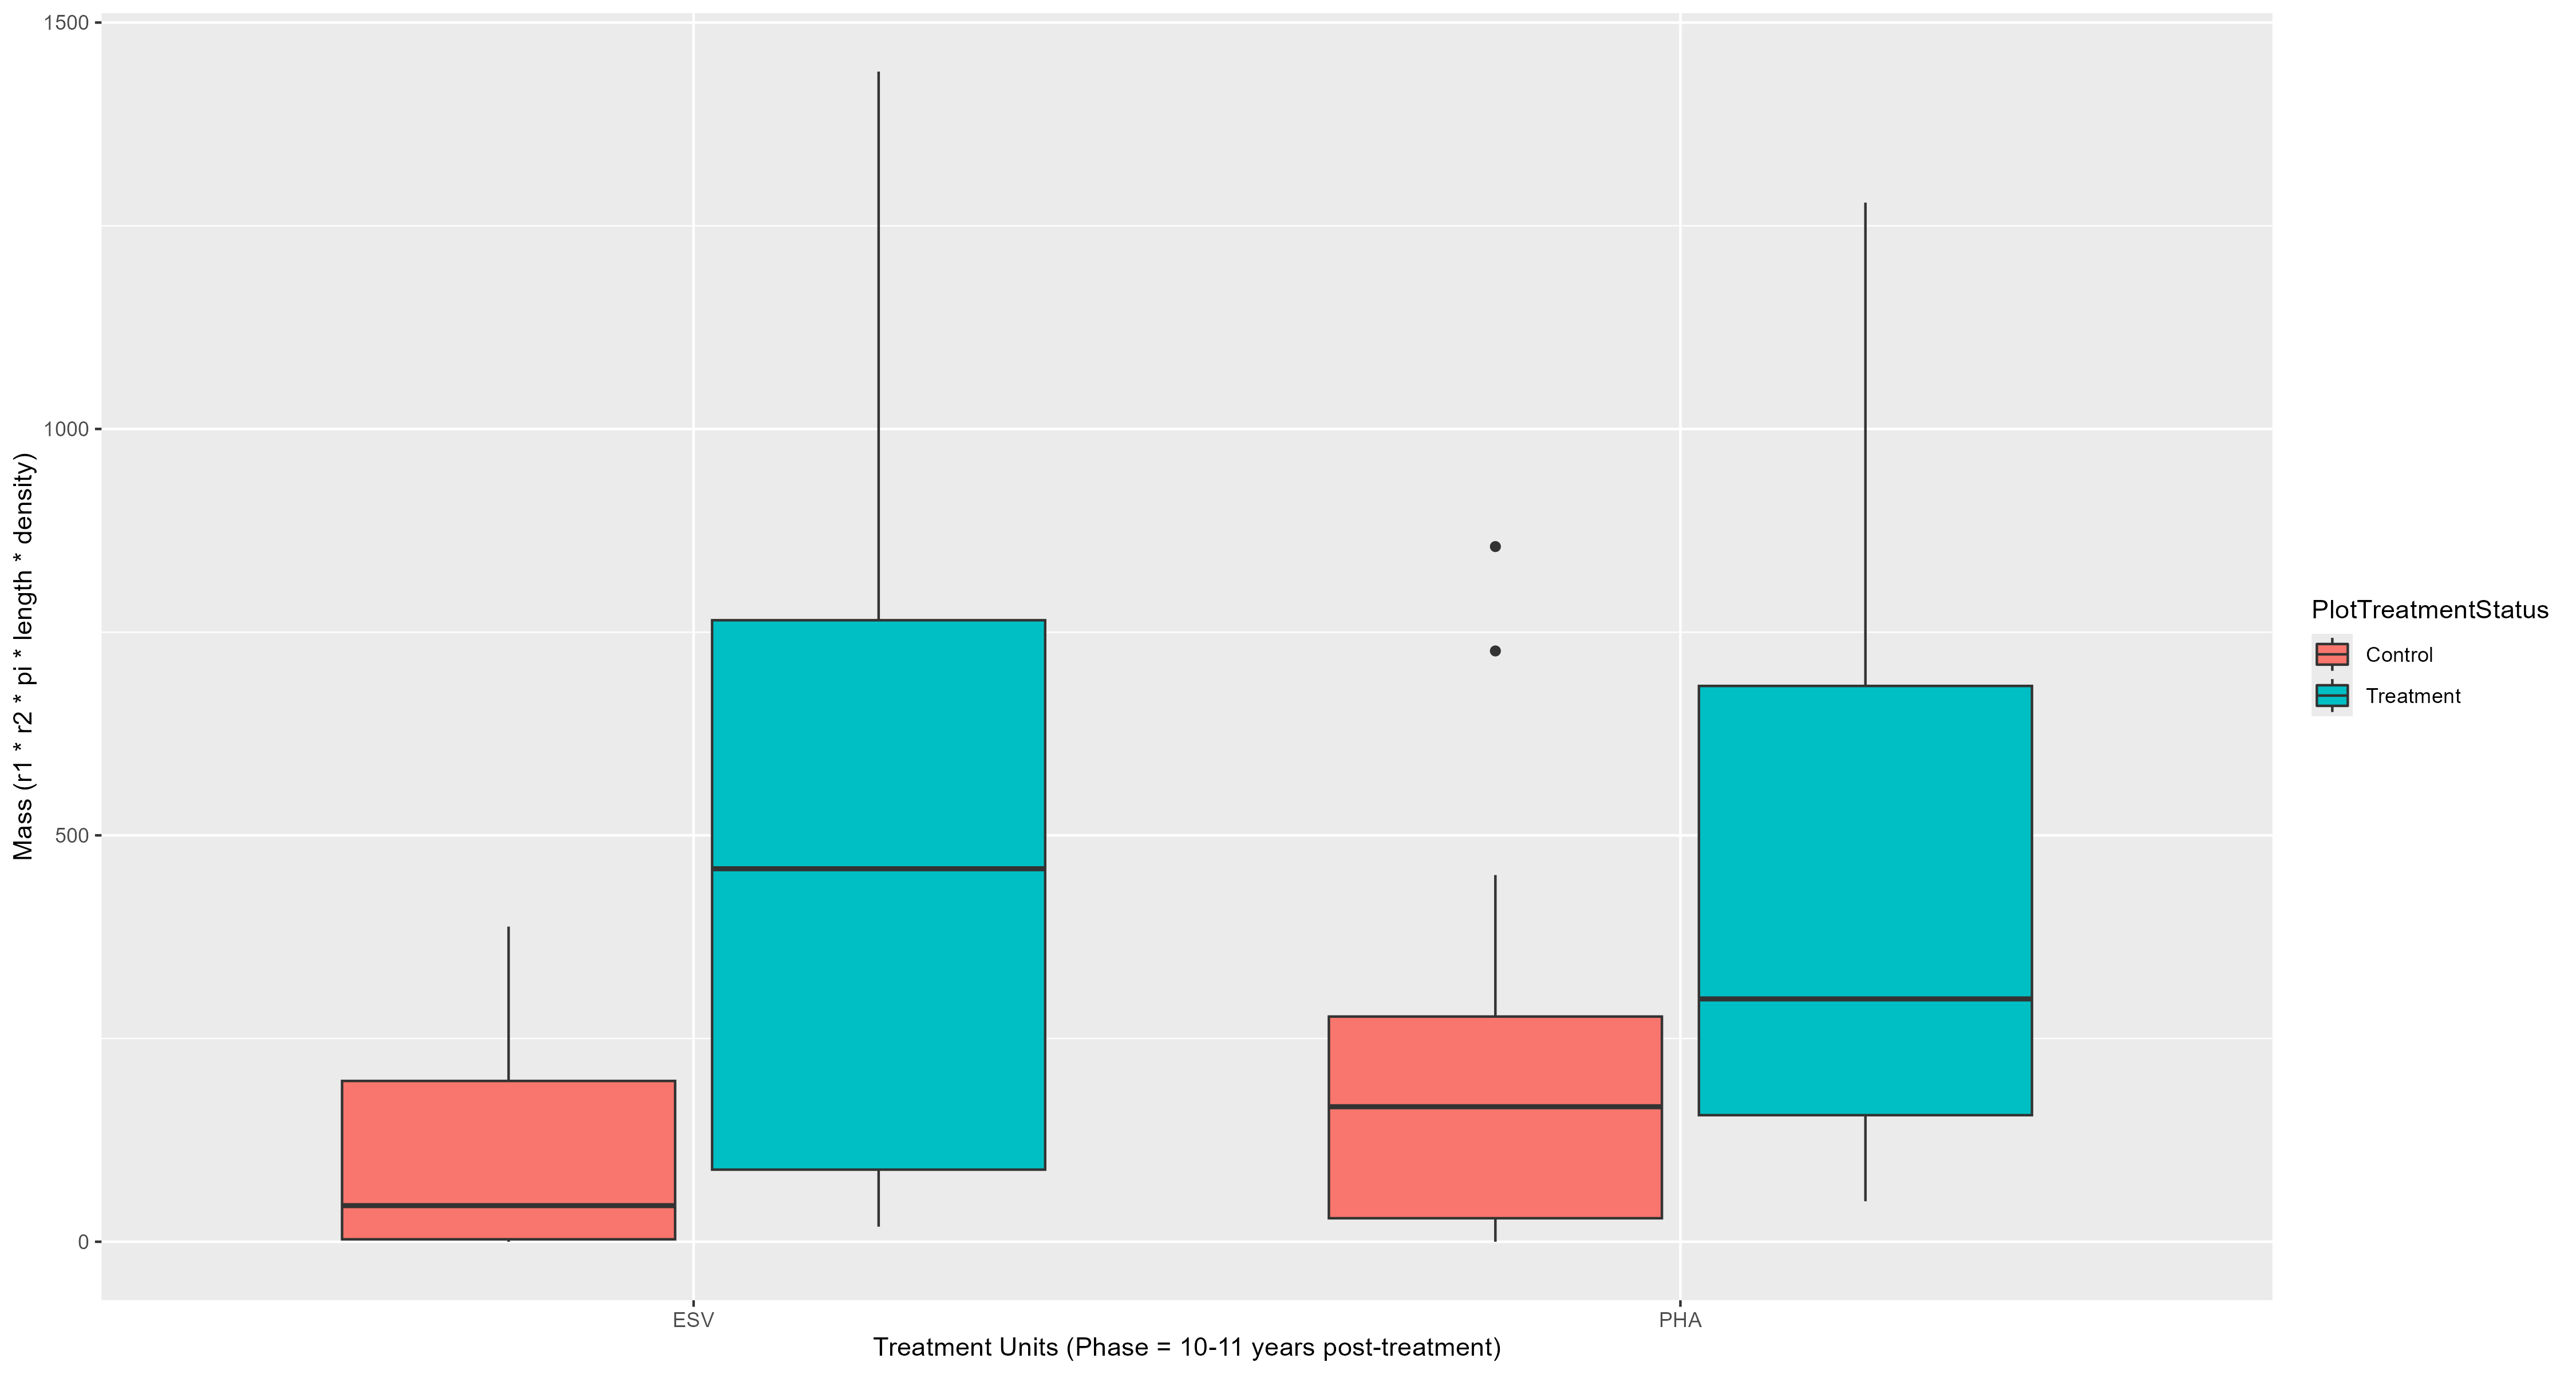 1500
1000
500
0
Mass (r1 * r2 * pi * length * density)
ESV
PHA
Treatment Units (Phase = 10-11 years post-treatment)
PlotTreatmentStatus
Control
Treatment